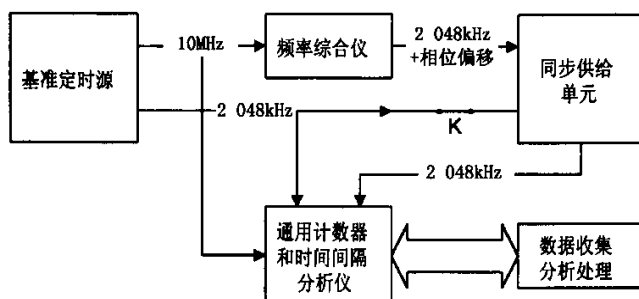 基准定时源
10MHz
频率综合仪
2 048kHz
+相位偏移
同步供给
单元
2 048kHz
K
2 048kHz
通用计数器
和时间间隔
分析仪
数据收集
分析处理